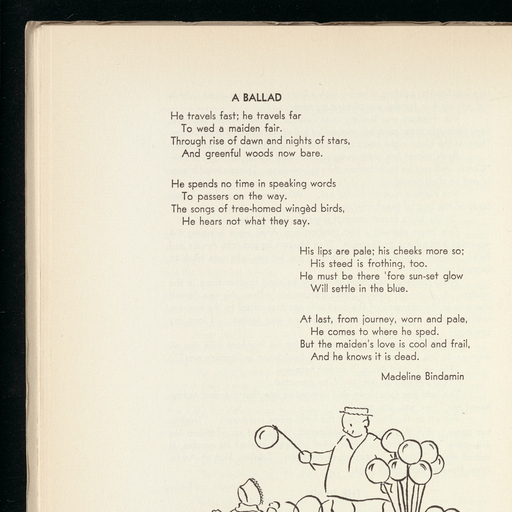 A BALLAD
He travels fast; he travels far
To wed a maiden fair.
Through rise of dawn and nights of stars,
And greenful woods now bare.
He spends no time in speaking words
To passers on the way.
The songs of tree-homed wingèd birds,
He hears not what they say.
His lips are pale; his cheeks more so;
His steed is frothing, too.
He must be there 'fore sun-set glow
Will settle in the blue.
At last, from journey, worn and pale,
He comes to where he sped.
But the maiden's love is cool and frail,
And he knows it is dead.
Madeline Bindamin